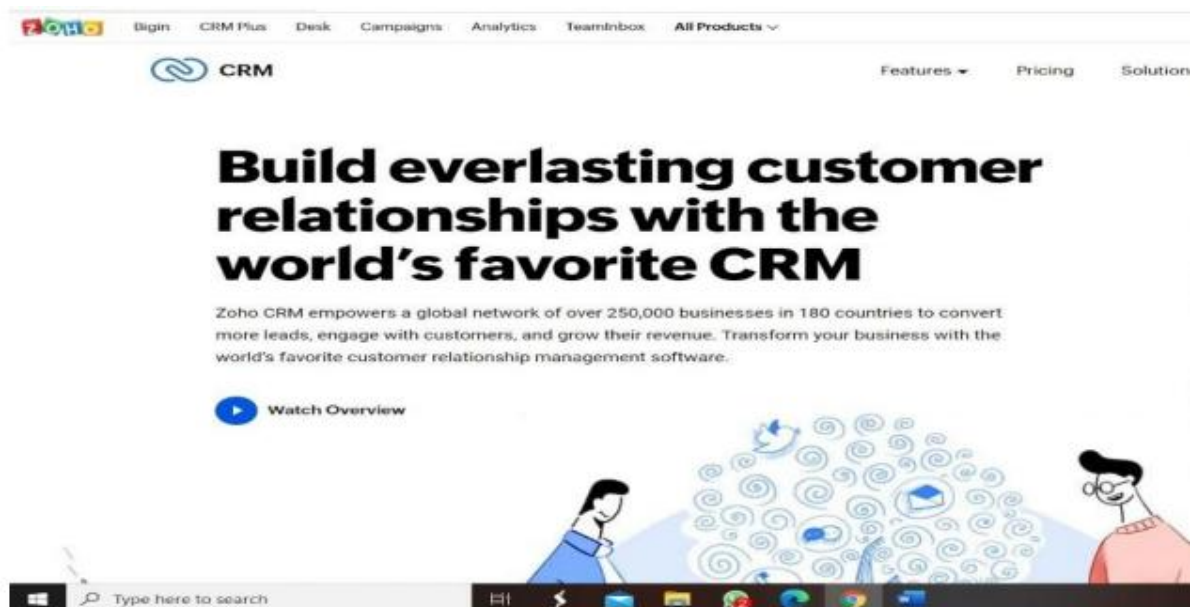 ZOHO Bigin CRM Plus Desk Campaigns Analytics TeamInbox All Products
CRM Features Pricing Solution
Build everlasting customer
relationships with the
world's favorite CRM
Zoho CRM empowers a global network of over 250,000 businesses in 180 countries to convert
more leads, engage with customers, and grow their revenue. Transform your business with the
world's favorite customer relationship management software.
Watch Overview
Type here to search